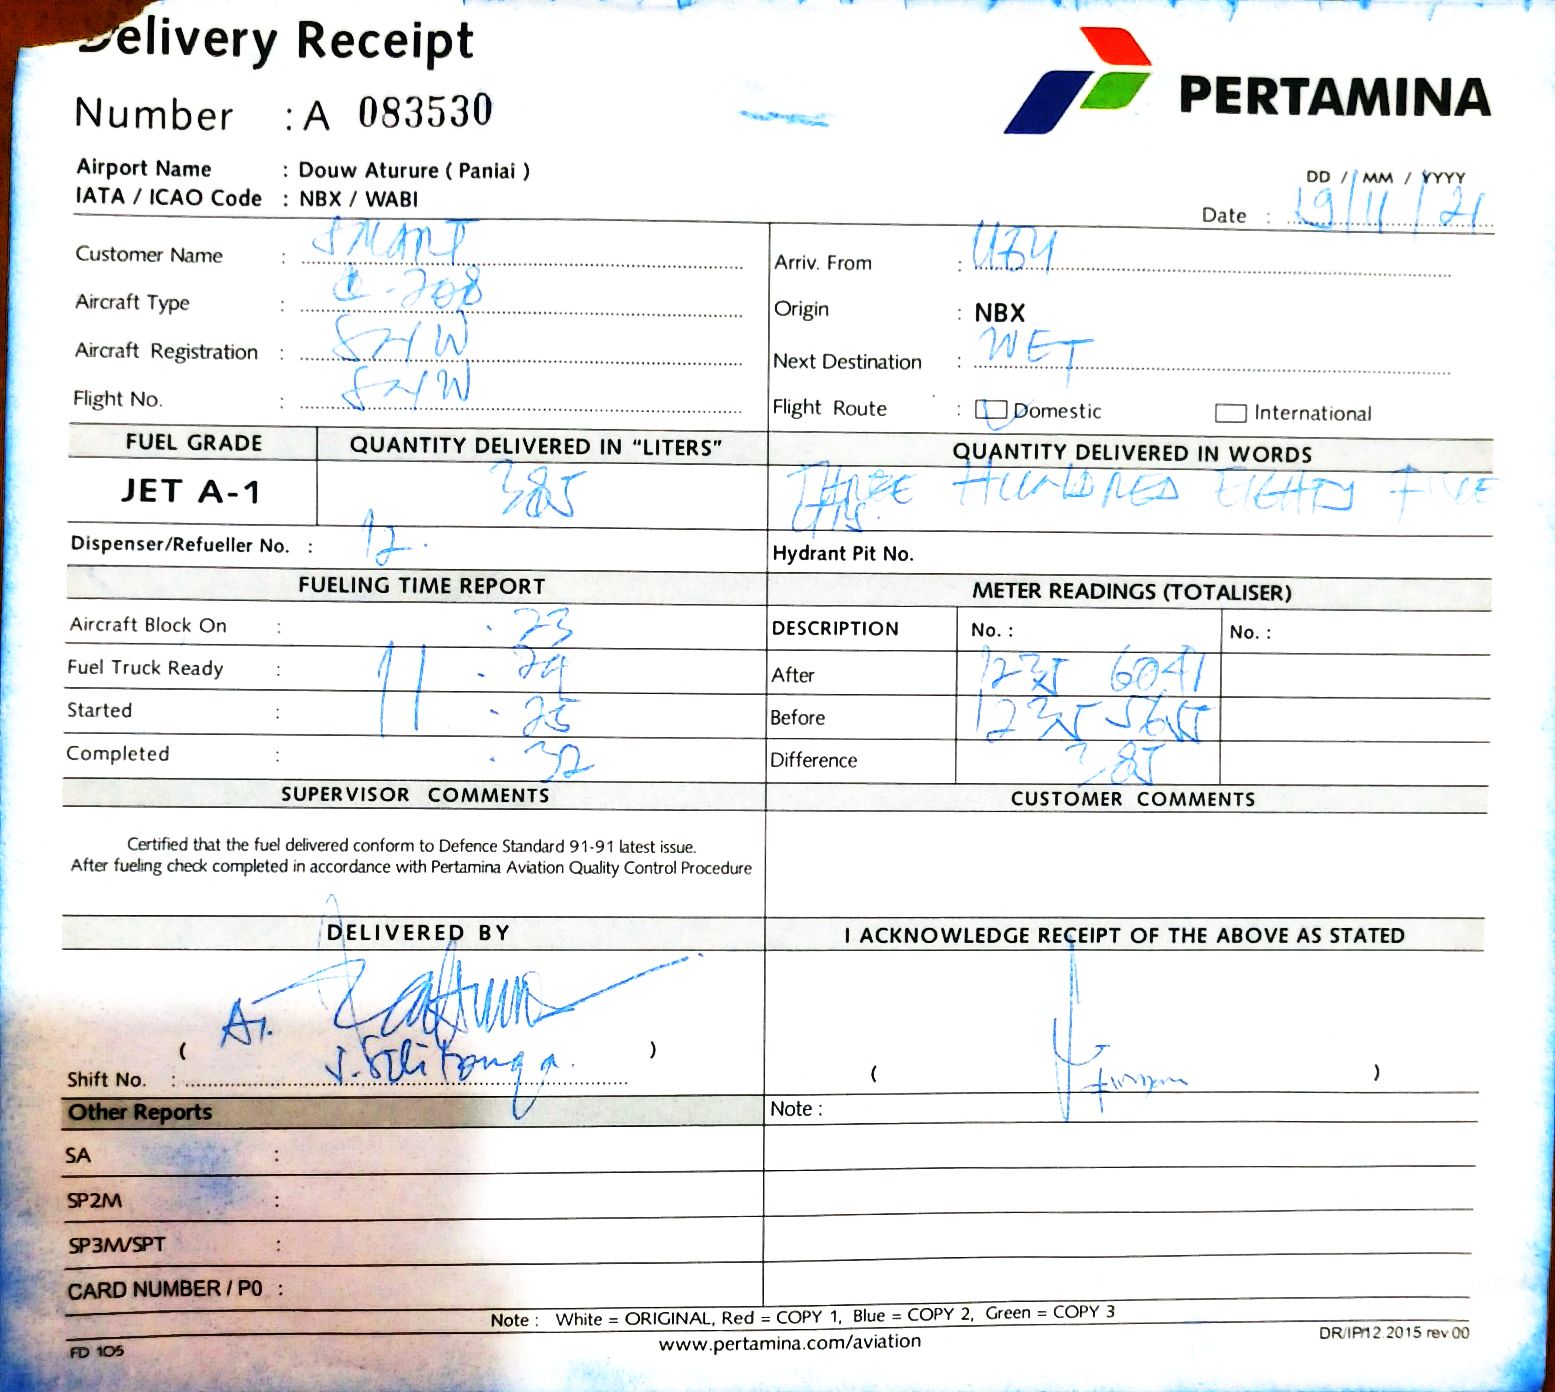 Delivery Receipt
PERTAMINA
Number : A 083530
Airport Name : Douw Aturure ( Paniai )
IATA / ICAO Code : NBX / WABI
DD / MM / YYYY
Date : 19/11/21
Customer Name : SMART
Arriv. From :
Aircraft Type : C-208
Origin : NBX
Aircraft Registration :
Next Destination : WET
Flight No. :
Flight Route : Domestic International
FUEL GRADE QUANTITY DELIVERED IN "LITERS" QUANTITY DELIVERED IN WORDS
JET A-1 385 THREE HUNDRED EIGHTY FIVE
Dispenser/Refueller No. : 12.
Hydrant Pit No.
FUELING TIME REPORT METER READINGS (TOTALISER)
Aircraft Block On : . 23
DESCRIPTION No. : No. :
Fuel Truck Ready : 11 . 24
After 1235 6041
Started : . 25
Before 1235 5655
Completed : . 32
Difference 385
SUPERVISOR COMMENTS CUSTOMER COMMENTS
Certified that the fuel delivered conform to Defence Standard 91-91 latest issue.
After fueling check completed in accordance with Pertamina Aviation Quality Control Procedure
DELIVERED BY I ACKNOWLEDGE RECEIPT OF THE ABOVE AS STATED
( )
( )
Shift No. :
Other Reports Note :
SA :
SP2M :
SP3M/SPT :
CARD NUMBER / P0 :
Note : White = ORIGINAL, Red = COPY 1, Blue = COPY 2, Green = COPY 3
FD 105 www.pertamina.com/aviation DR/IP/12.2015 rev.00